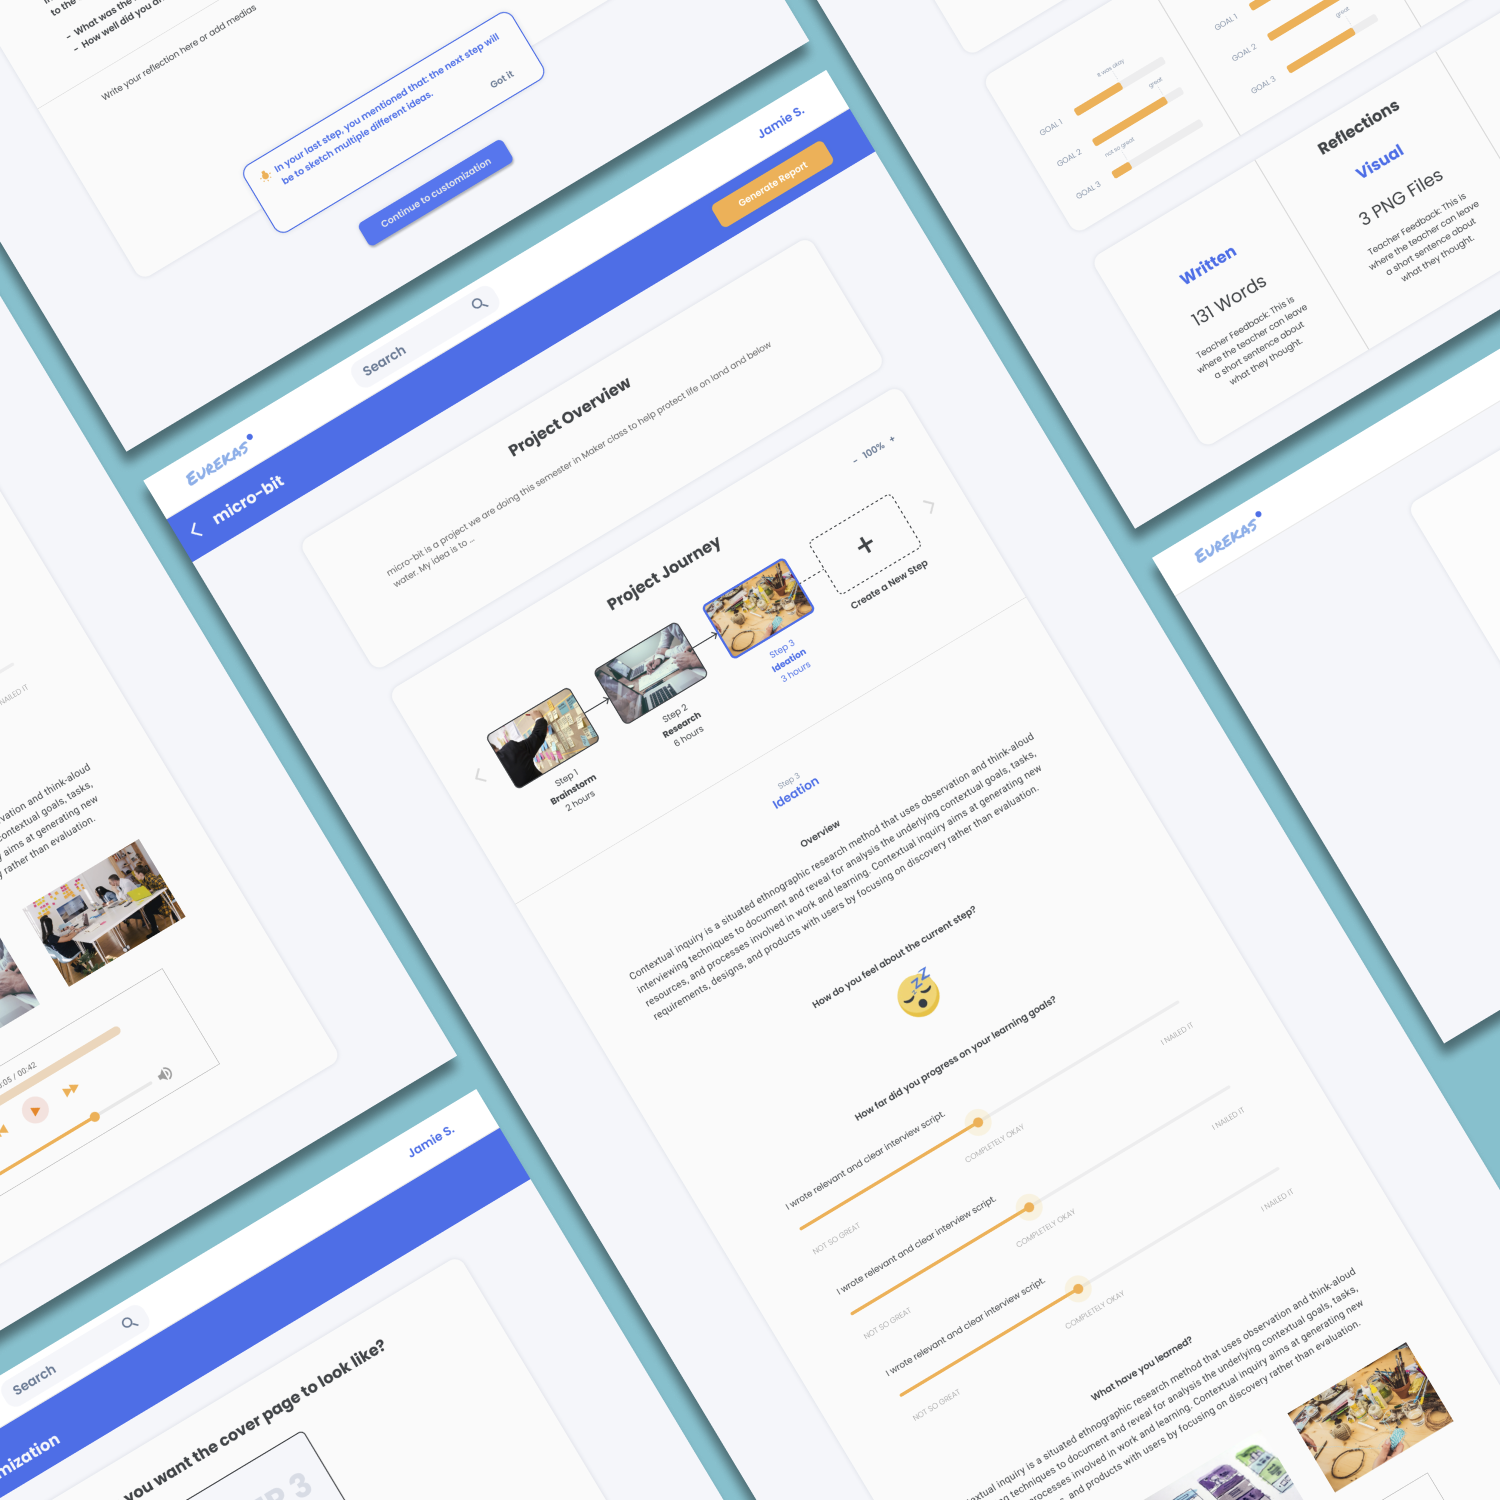 to the
- What was the
- How well did you
Write your reflection here or add medias
In your last step, you mentioned that: the next step will
be to sketch multiple different ideas.
Got it
Continue to customization
EUREKAS
Search
Jamie S.
micro-bit
Generate Report
Project Overview
micro-bit is a project we are doing this semester in Maker class to help protect life on land and below
water. My idea is to ...
Project Journey
- 100% +
Step 1
Brainstorm
2 hours
Step 2
Research
6 hours
Step 3
Ideation
3 hours
Create a New Step
Step 3
Ideation
Overview
Contextual inquiry is a situated ethnographic research method that uses observation and think-aloud
interviewing techniques to document and reveal for analysis the underlying contextual goals, tasks,
resources, and processes involved in work and learning. Contextual inquiry aims at generating new
requirements, designs, and products with users by focusing on discovery rather than evaluation.
How do you feel about the current step?
How far did you progress on your learning goals?
I wrote relevant and clear interview script.
NOT SO GREAT
COMPLETELY OKAY
I NAILED IT
I wrote relevant and clear interview script.
NOT SO GREAT
COMPLETELY OKAY
I NAILED IT
I wrote relevant and clear interview script.
NOT SO GREAT
COMPLETELY OKAY
I NAILED IT
What have you learned?
inquiry is a situated ethnographic research method that uses observation and think-aloud
techniques to document and reveal for analysis the underlying contextual goals, tasks,
processes involved in work and learning. Contextual inquiry aims at generating new
and products with users by focusing on discovery rather than evaluation.
GOAL 1
it was okay
GOAL 2
great
GOAL 3
not so great
GOAL 1
GOAL 2
GOAL 3
great
Reflections
Written
131 Words
Teacher Feedback: This is
where the teacher can leave
a short sentence about
what they thought.
Visual
3 PNG Files
Teacher Feedback: This is
where the teacher can leave
a short sentence about
what they thought.
EUREKAS
NAILED IT
and think-aloud
contextual goals, tasks,
aims at generating new
rather than evaluation.
/ 00:42
Jamie S.
Search
you want the cover page to look like?
3